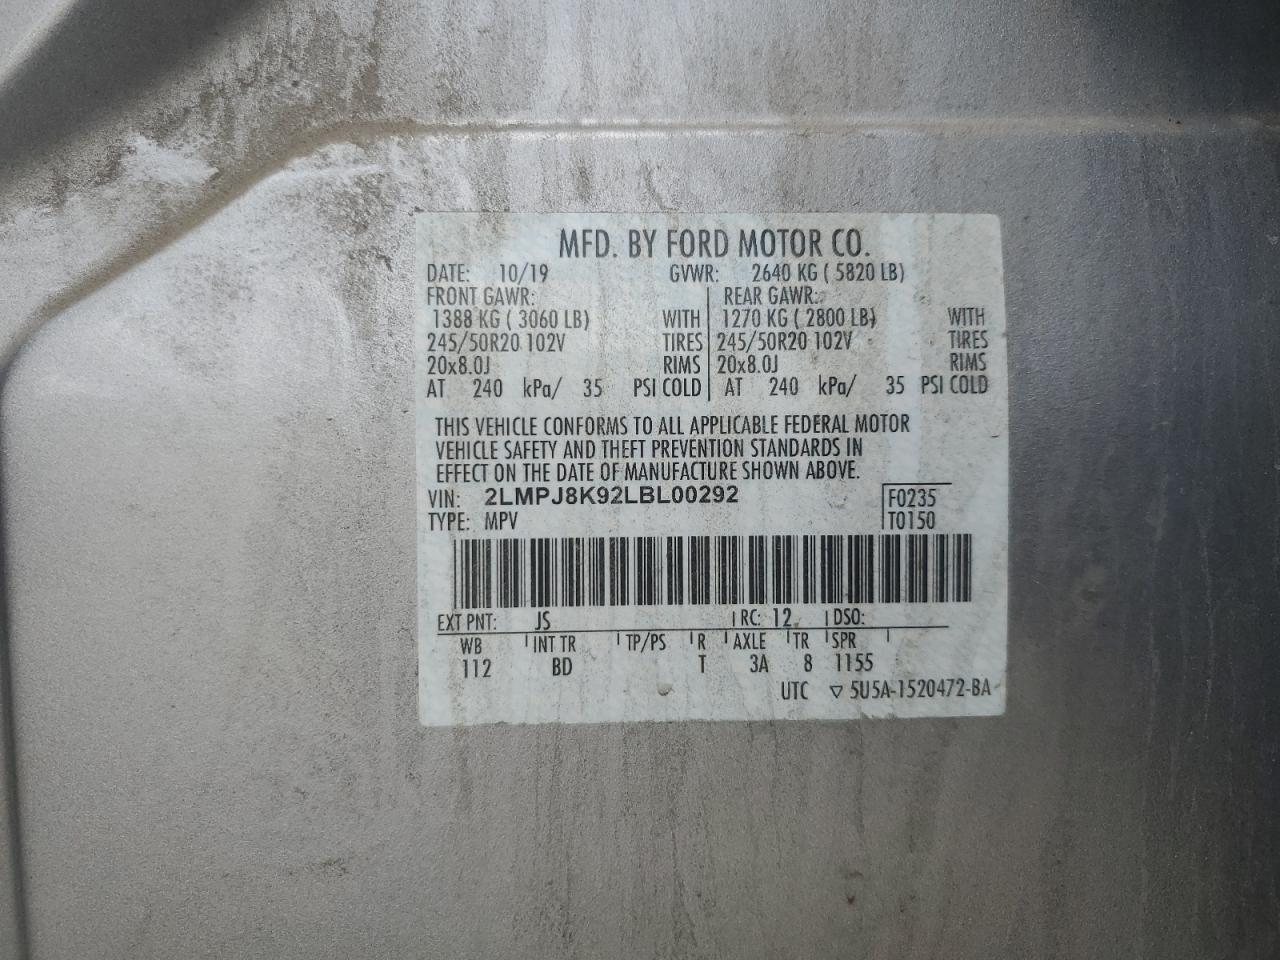 MFD. BY FORD MOTOR CO.
DATE: 10/19 GVWR: 2640 KG ( 5820 LB)
FRONT GAWR: REAR GAWR:
1388 KG ( 3060 LB) WITH 1270 KG ( 2800 LB) WITH
245/50R20 102V TIRES 245/50R20 102V TIRES
20x8.0J RIMS 20x8.0J RIMS
AT 240 kPa/ 35 PSI COLD AT 240 kPa/ 35 PSI COLD
THIS VEHICLE CONFORMS TO ALL APPLICABLE FEDERAL MOTOR
VEHICLE SAFETY AND THEFT PREVENTION STANDARDS IN
EFFECT ON THE DATE OF MANUFACTURE SHOWN ABOVE.
VIN: 2LMPJ8K92LBL00292 F0235
TYPE: MPV T0150
EXT PNT: JS RC: 12 DSO:
WB INT TR TP/PS R AXLE TR SPR
112 BD T 3A 8 1155
UTC ▽ 5U5A-1520472-BA